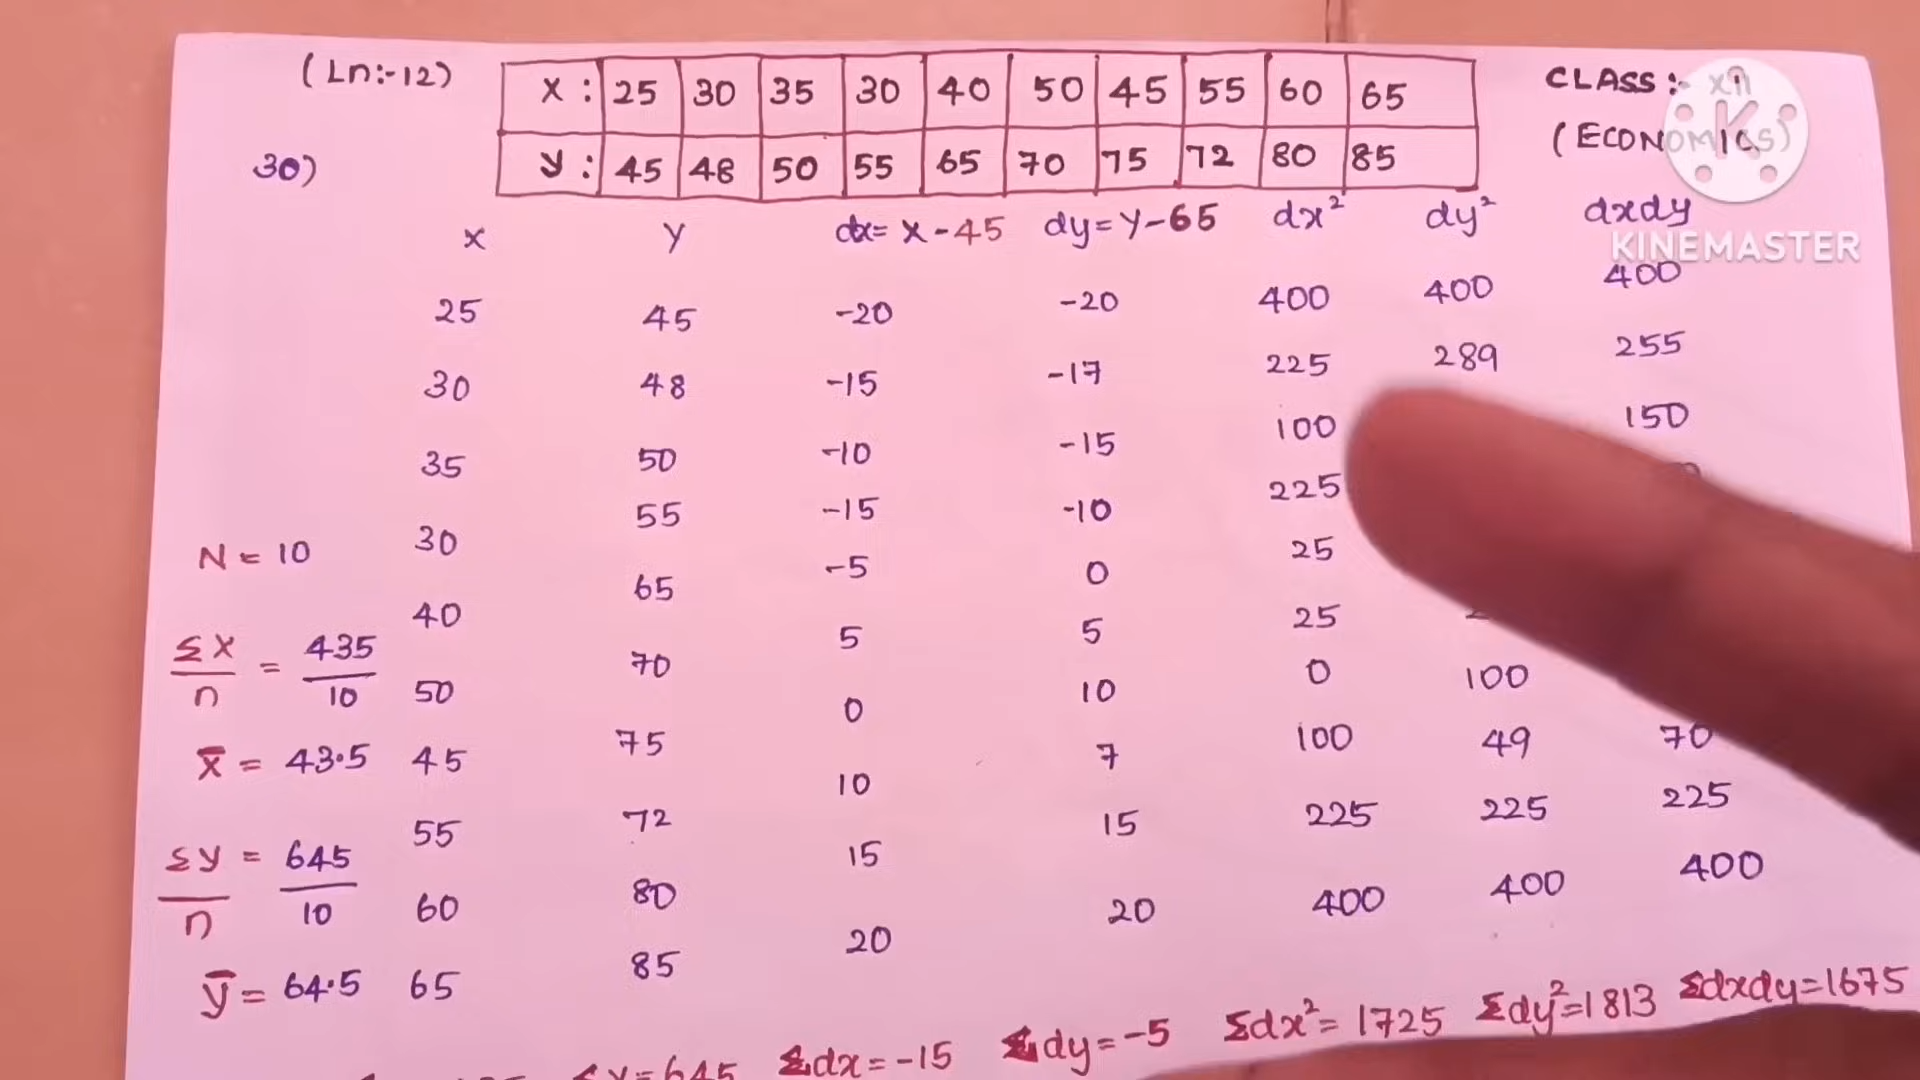 (Ln:-12)
X : 25 30 35 30 40 50 45 55 60 65
CLASS :- XII
30)
y : 45 48 50 55 65 70 75 72 80 85
(ECONOMICS)
KINEMASTER
x y dx= x-45 dy=y-65 dx² dy² dxdy
25 45 -20 -20 400 400 400
30 48 -15 -17 225 289 255
35 50 -10 -15 100 150
30 55 -15 -10 225
40 65 -5 0 25
50 70 5 5 25
45 75 0 10 0 100
55 72 10 7 100 49 70
60 80 15 15 225 225 225
65 85 20 20 400 400 400
N = 10
Σx/n = 435/10
x̄ = 43.5
Σy/n = 645/10
ȳ = 64.5
Σy=645 Σdx=-15 Σdy=-5 Σdx²= 1725 Σdy²=1813 Σdxdy=1675